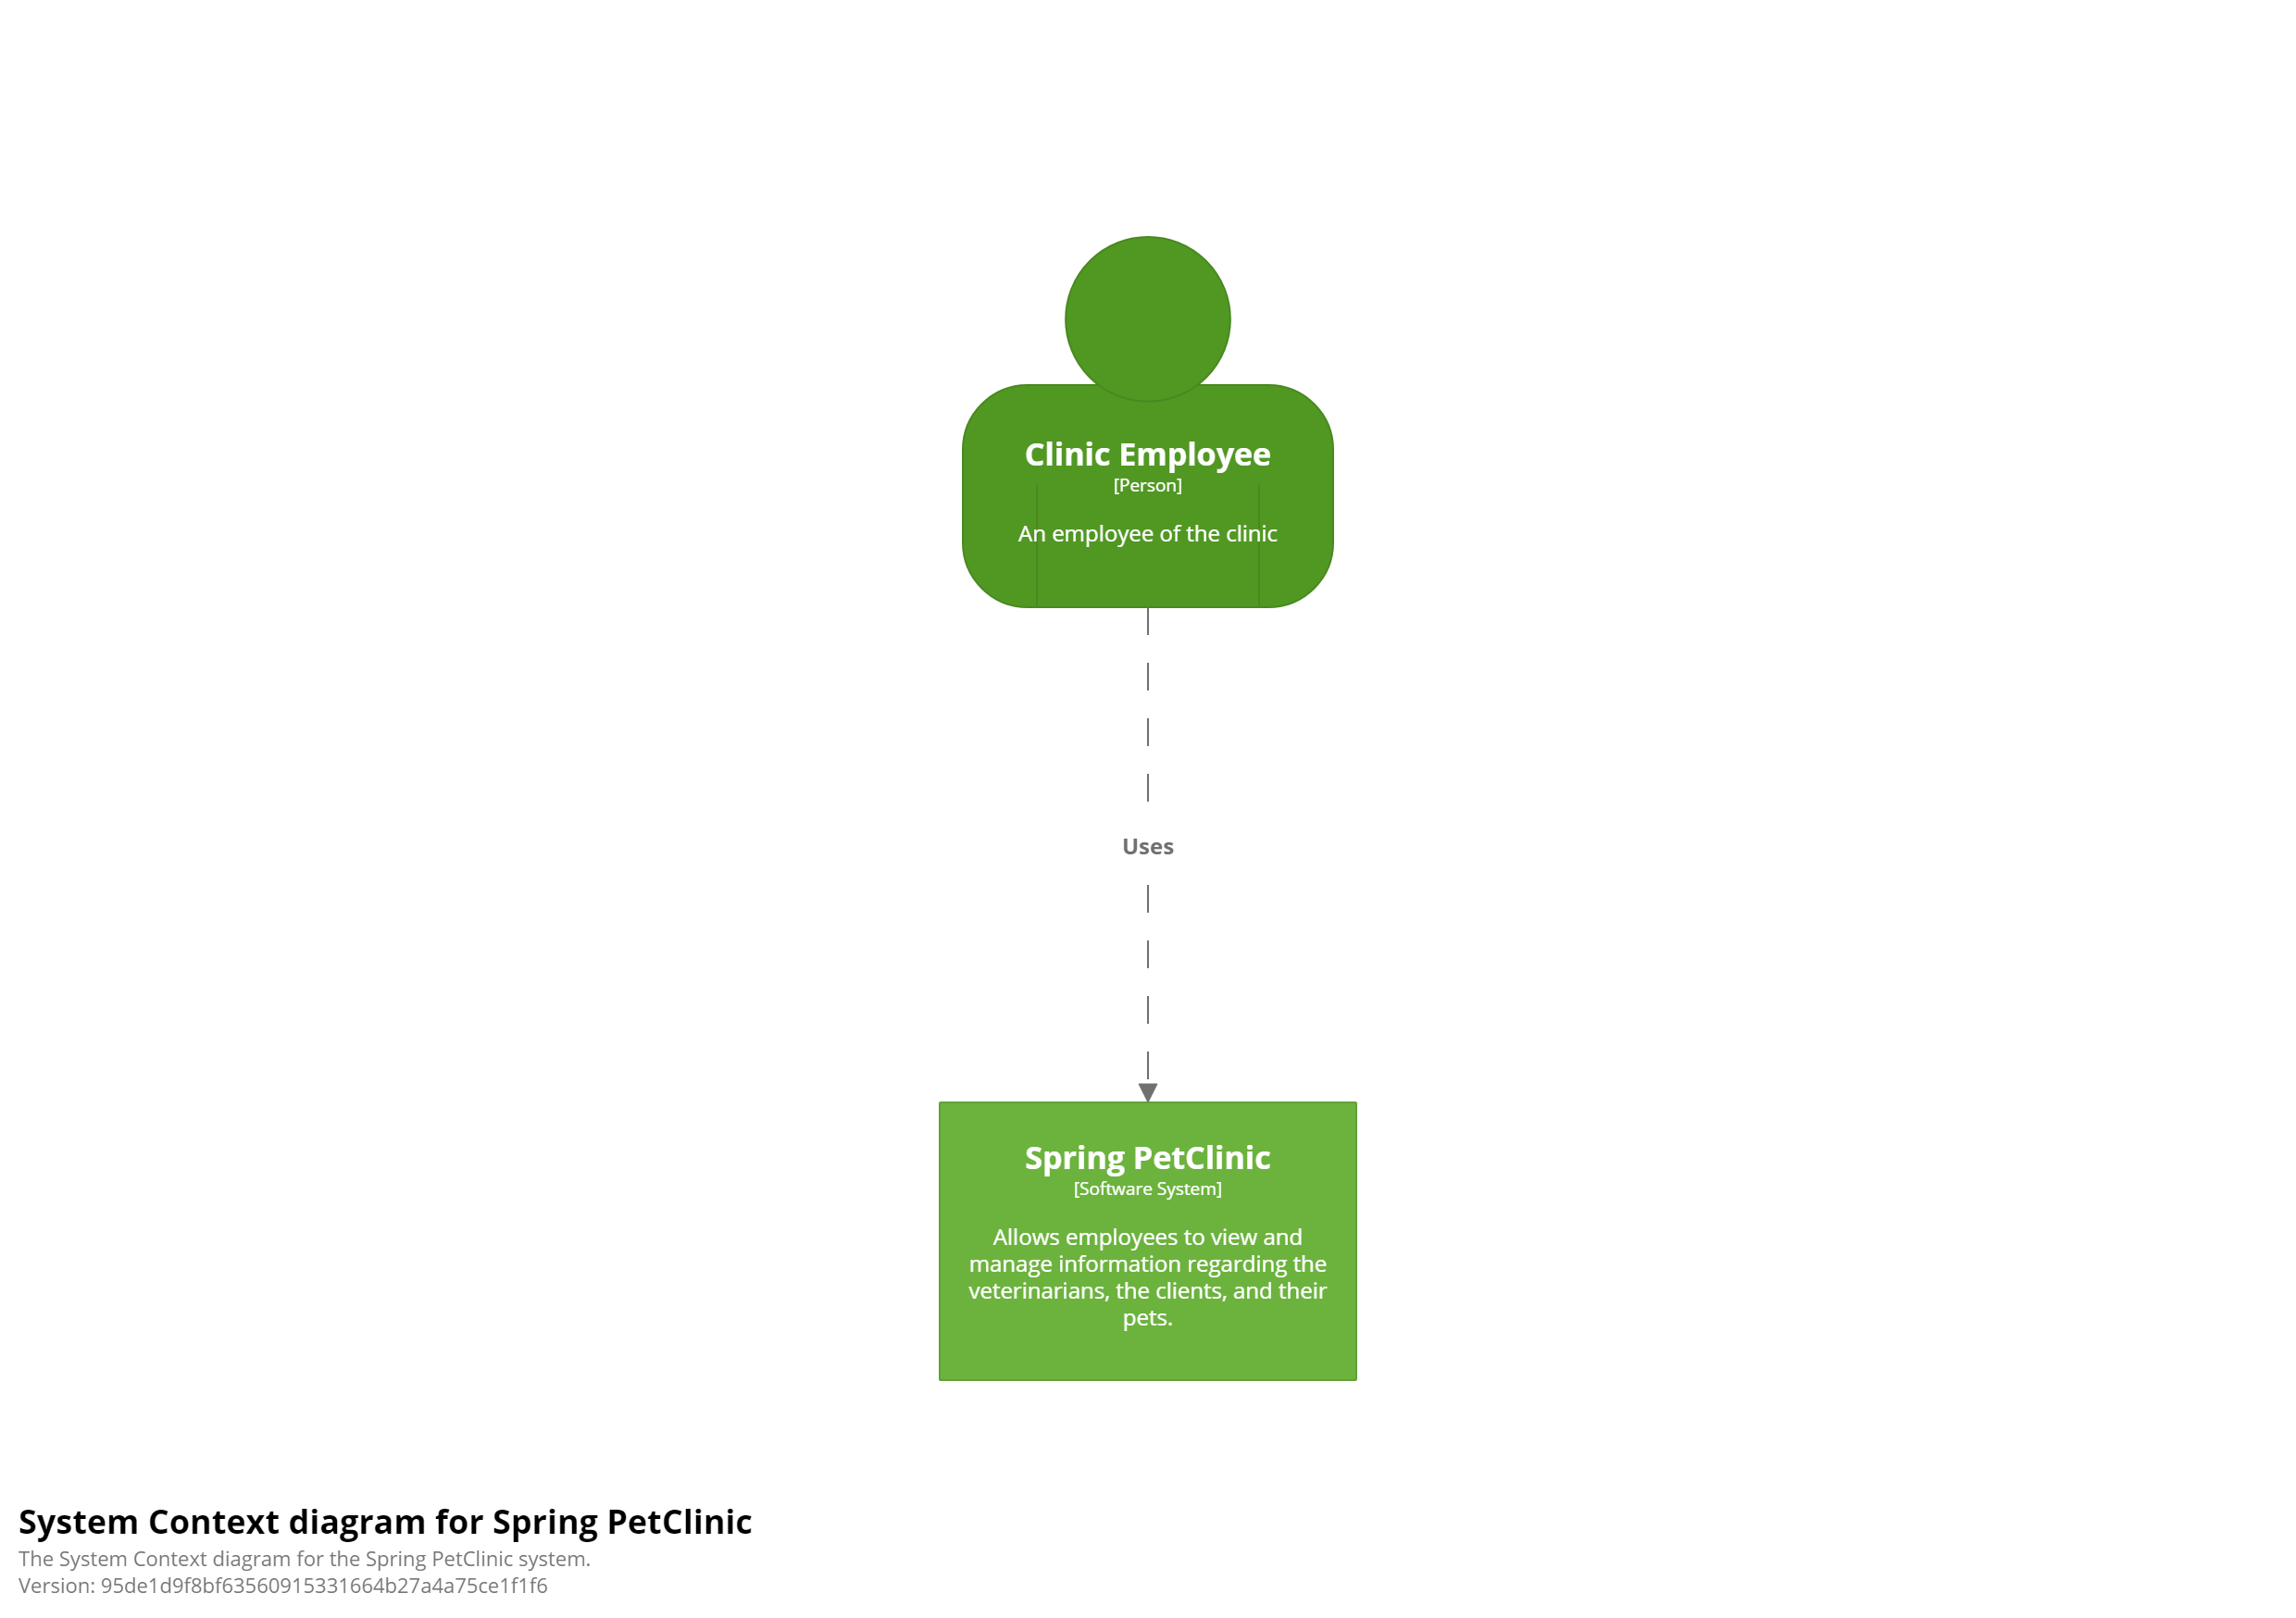 Clinic Employee
[Person]
An employee of the clinic
Uses
Spring PetClinic
[Software System]
Allows employees to view and
manage information regarding the
veterinarians, the clients, and their
pets.
System Context diagram for Spring PetClinic
The System Context diagram for the Spring PetClinic system.
Version: 95de1d9f8bf63560915331664b27a4a75ce1f1f6